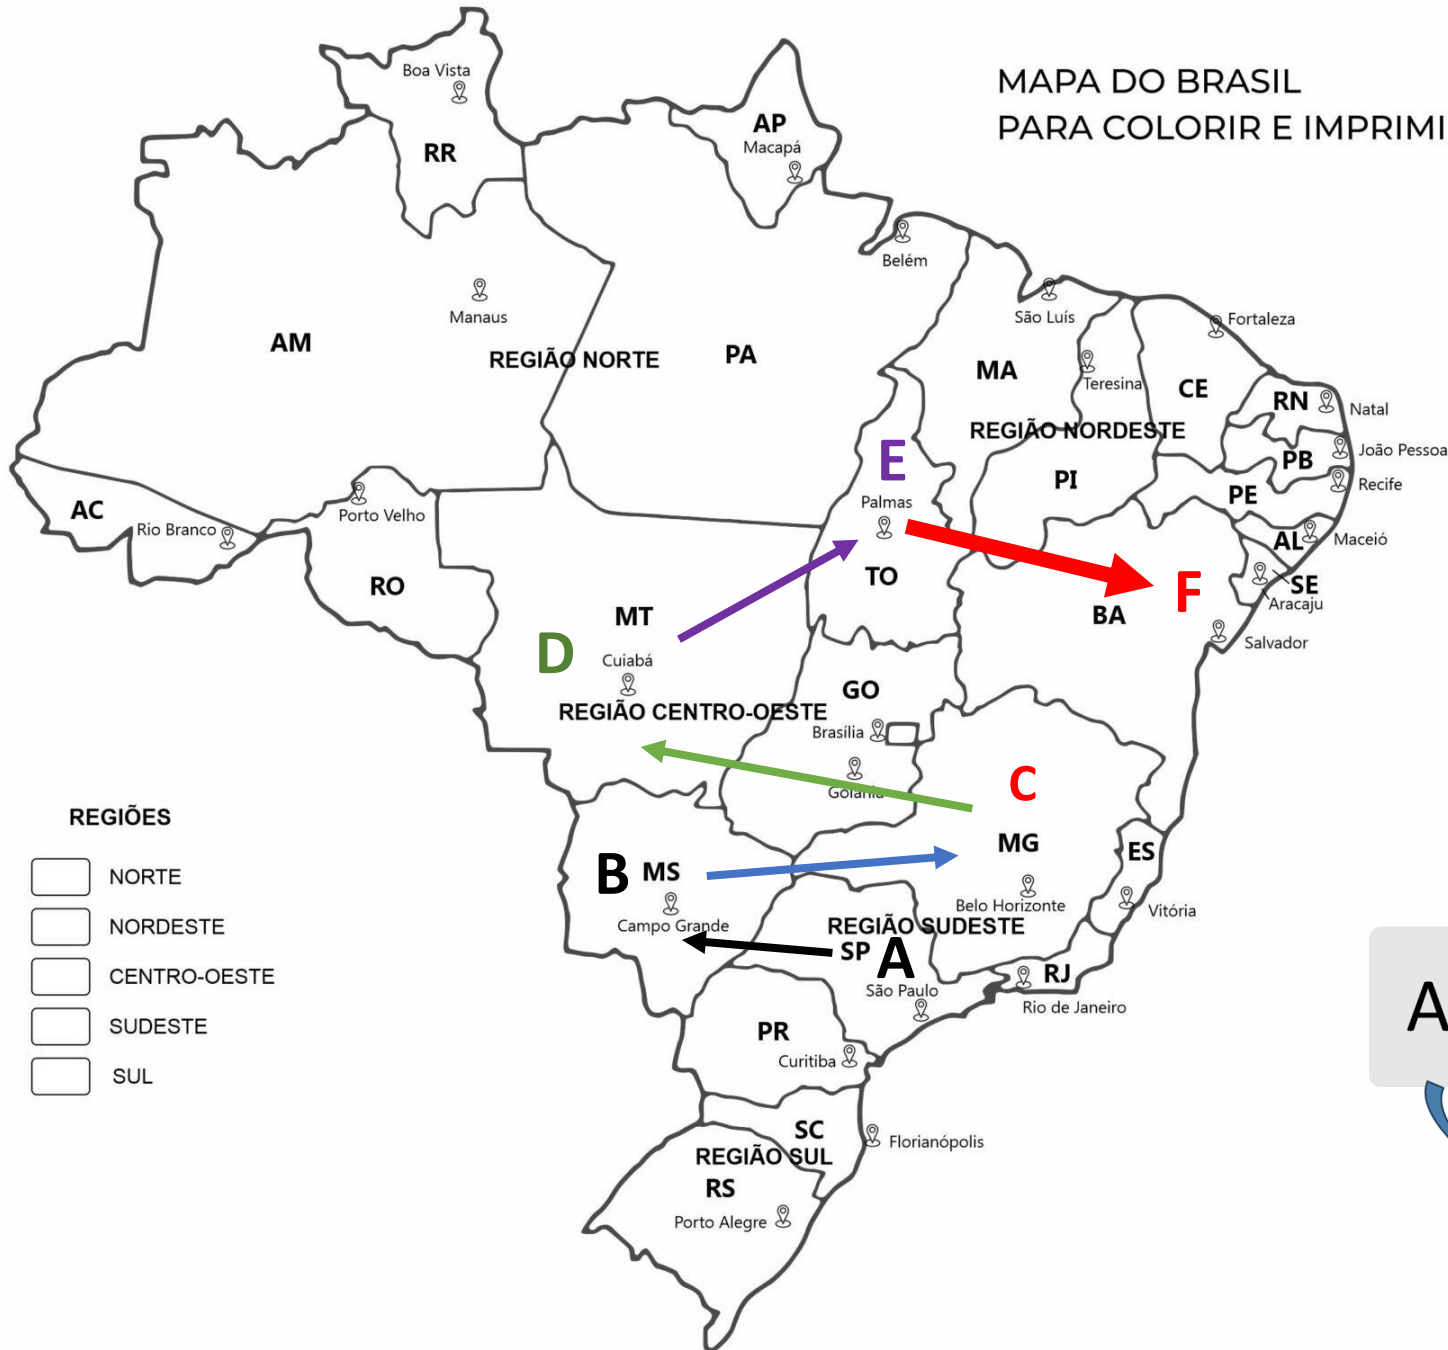 MAPA DO BRASIL
PARA COLORIR E IMPRIMI
Boa Vista
RR
AP
Macapá
Belém
Manaus
AM
REGIÃO NORTE
PA
São Luís
MA
Teresina
Fortaleza
CE
RN
Natal
REGIÃO NORDESTE
João Pessoa
PB
PI
PE
Recife
E
Palmas
TO
AC
Rio Branco
Porto Velho
RO
AL
Maceió
SE
Aracaju
F
BA
Salvador
MT
D
Cuiabá
REGIÃO CENTRO-OESTE
GO
Brasília
Goiânia
C
MG
Belo Horizonte
ES
Vitória
B
MS
Campo Grande
REGIÃO SUDESTE
SP
A
São Paulo
RJ
Rio de Janeiro
PR
Curitiba
SC
Florianópolis
REGIÃO SUL
RS
Porto Alegre
REGIÕES
NORTE
NORDESTE
CENTRO-OESTE
SUDESTE
SUL
A